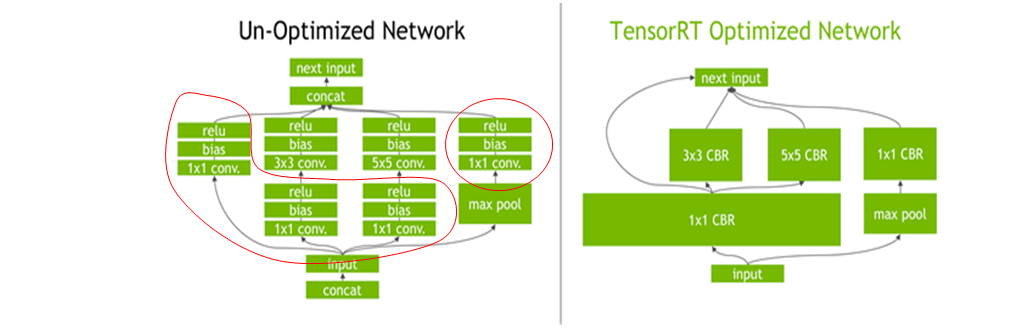 Un-Optimized Network
next input
concat
relu
bias
1x1 conv.
relu
bias
3x3 conv.
relu
bias
5x5 conv.
relu
bias
1x1 conv.
relu
bias
1x1 conv.
relu
bias
1x1 conv.
max pool
input
concat
TensorRT Optimized Network
next input
3x3 CBR
5x5 CBR
1x1 CBR
1x1 CBR
max pool
input